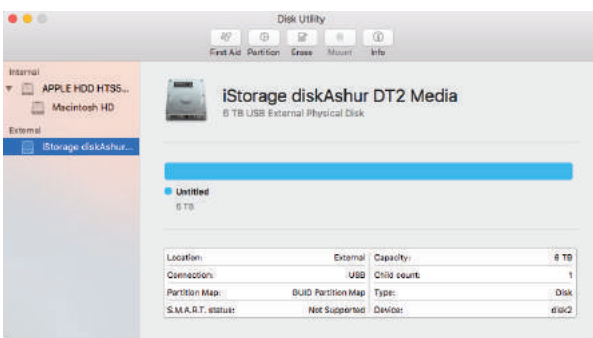 Disk Utility
First Aid Partition Erase Mount Info
Internal
APPLE HDD HTS5...
Macintosh HD
External
iStorage diskAshur...
iStorage diskAshur DT2 Media
6 TB USB External Physical Disk
Untitled
6 TB
Location: External Capacity: 6 TB
Connection: USB Child count: 1
Partition Map: GUID Partition Map Type: Disk
S.M.A.R.T. status: Not Supported Device: disk2